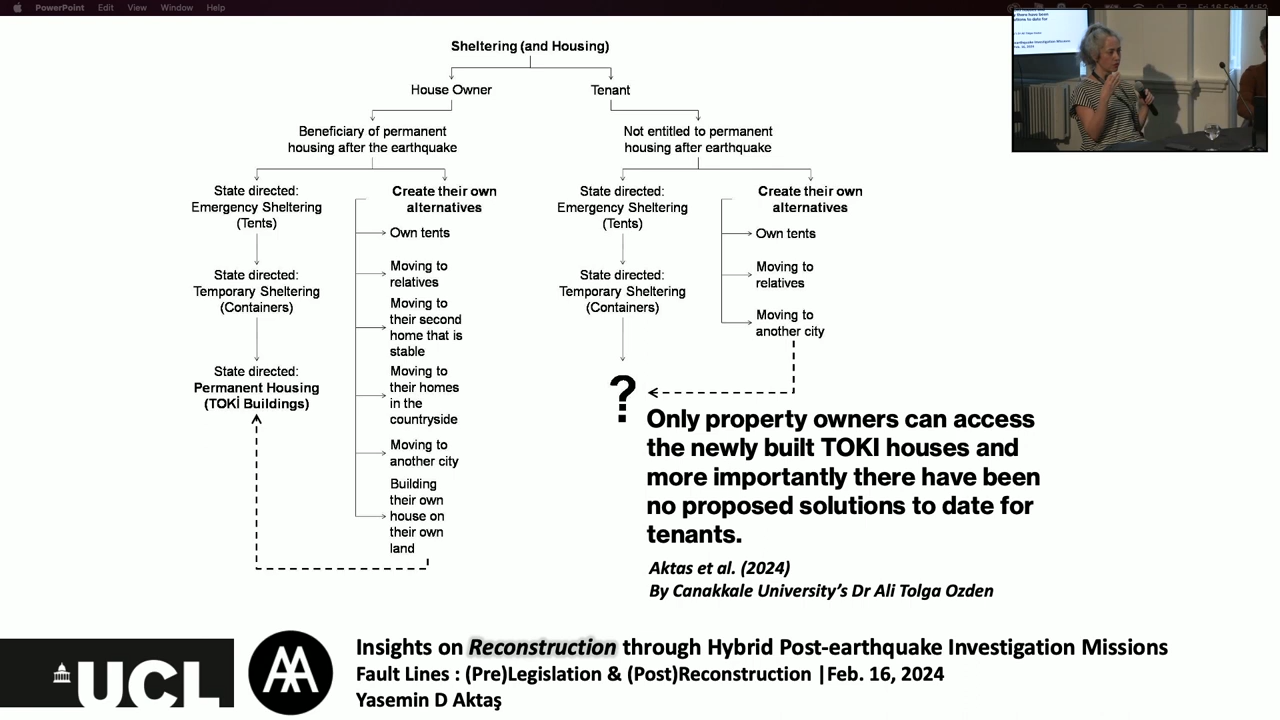 PowerPoint Edit View Window Help
Sheltering (and Housing)
House Owner
Tenant
Beneficiary of permanent
housing after the earthquake
Not entitled to permanent
housing after earthquake
State directed:
Emergency Sheltering
(Tents)
State directed:
Temporary Sheltering
(Containers)
State directed:
Permanent Housing
(TOKİ Buildings)
Create their own
alternatives
Own tents
Moving to
relatives
Moving to
their second
home that is
stable
Moving to
their homes
in the
countryside
Moving to
another city
Building
their own
house on
their own
land
State directed:
Emergency Sheltering
(Tents)
State directed:
Temporary Sheltering
(Containers)
?
Create their own
alternatives
Own tents
Moving to
relatives
Moving to
another city
Only property owners can access
the newly built TOKI houses and
more importantly there have been
no proposed solutions to date for
tenants.
Aktas et al. (2024)
By Canakkale University's Dr Ali Tolga Ozden
UCL
AA
Insights on Reconstruction through Hybrid Post-earthquake Investigation Missions
Fault Lines : (Pre)Legislation & (Post)Reconstruction |Feb. 16, 2024
Yasemin D Aktaş